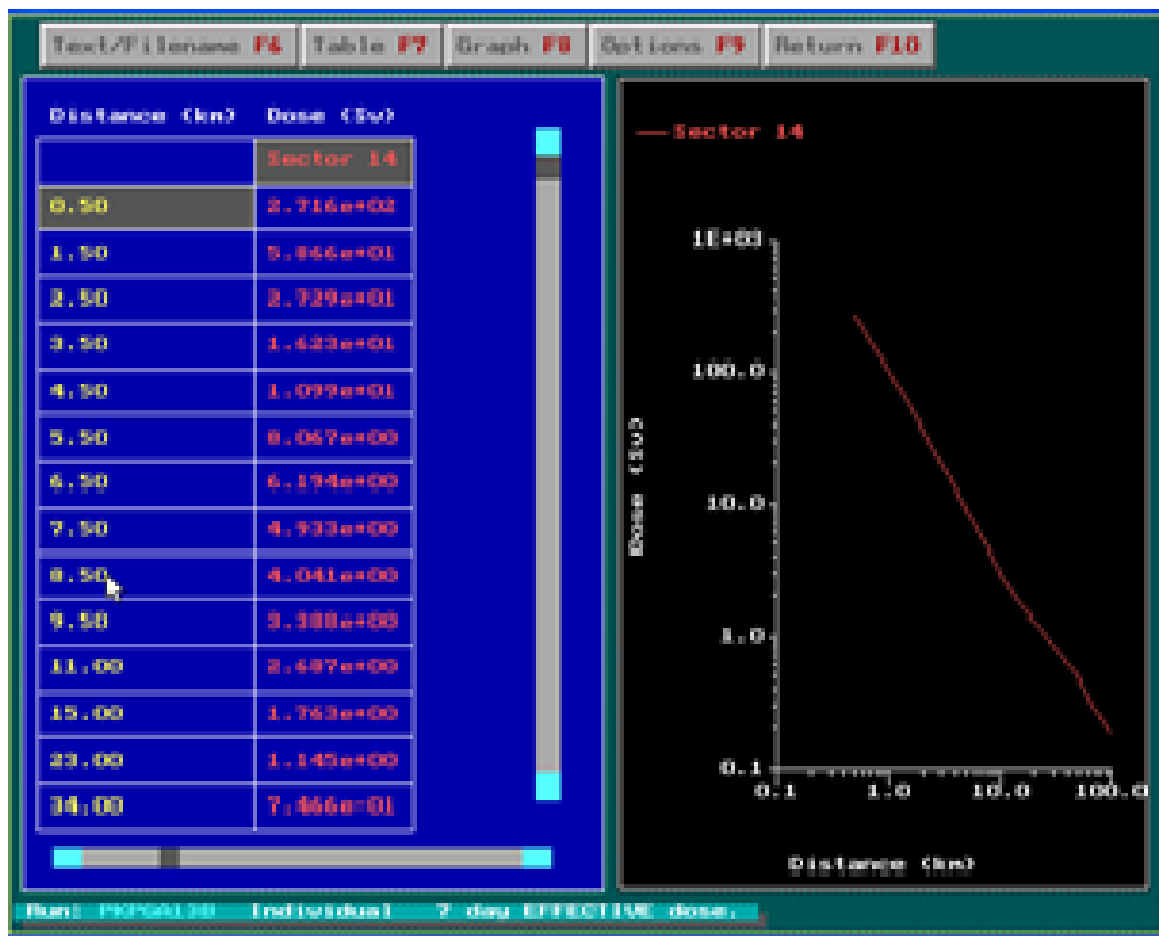 Text/Filename F6 Table F7 Graph F8 Options F9 Return F10
Distance (km) Dose (Sv)
Sector 14
0.50 2.716e+02
1.50 5.866e+01
2.50 2.729e+01
3.50 1.623e+01
4.50 1.099e+01
5.50 8.067e+00
6.50 6.194e+00
7.50 4.933e+00
8.50 4.041e+00
9.50 3.388e+00
11.00 2.687e+00
15.00 1.763e+00
23.00 1.145e+00
34.00 7.466e-01
Sector 14
1E+03
100.0
10.0
1.0
0.1
0.1 1.0 10.0 100.0
Dose (Sv)
Distance (km)
Run: Individual 7 day EFFECTIVE dose.